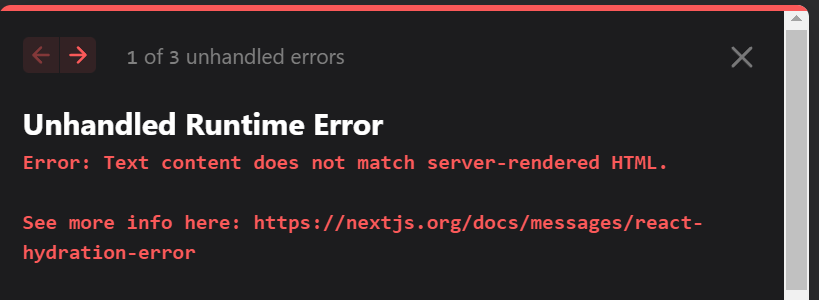 1 of 3 unhandled errors
Unhandled Runtime Error
Error: Text content does not match server-rendered HTML.
See more info here: https://nextjs.org/docs/messages/react-
hydration-error